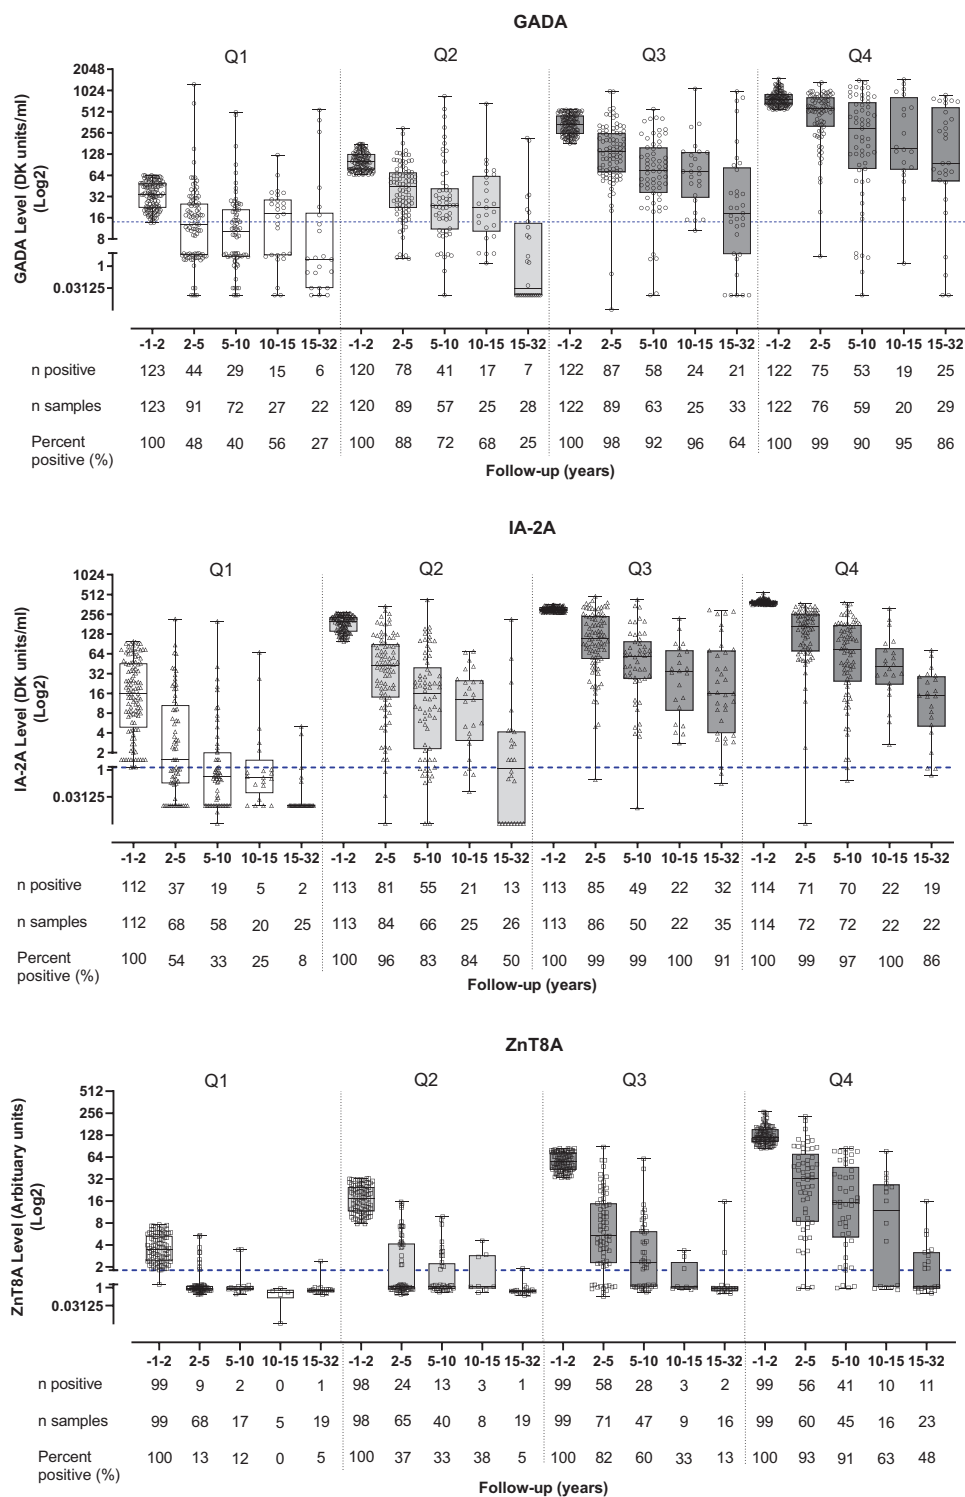 GADA
Q1 Q2 Q3 Q4
GADA Level (DK units/ml)
(Log2)
2048
1024
512
256
128
64
32
16
8
1
0.03125
-1-2 2-5 5-10 10-15 15-32 -1-2 2-5 5-10 10-15 15-32 -1-2 2-5 5-10 10-15 15-32 -1-2 2-5 5-10 10-15 15-32
n positive 123 44 29 15 6 120 78 41 17 7 122 87 58 24 21 122 75 53 19 25
n samples 123 91 72 27 22 120 89 57 25 28 122 89 63 25 33 122 76 59 20 29
Percent positive (%) 100 48 40 56 27 100 88 72 68 25 100 98 92 96 64 100 99 90 95 86
Follow-up (years)
IA-2A
Q1 Q2 Q3 Q4
IA-2A Level (DK units/ml)
(Log2)
1024
512
256
128
64
32
16
8
4
2
1
0.03125
-1-2 2-5 5-10 10-15 15-32 -1-2 2-5 5-10 10-15 15-32 -1-2 2-5 5-10 10-15 15-32 -1-2 2-5 5-10 10-15 15-32
n positive 112 37 19 5 2 113 81 55 21 13 113 85 49 22 32 114 71 70 22 19
n samples 112 68 58 20 25 113 84 66 25 26 113 86 50 22 35 114 72 72 22 22
Percent positive (%) 100 54 33 25 8 100 96 83 84 50 100 99 99 100 91 100 99 97 100 86
Follow-up (years)
ZnT8A
Q1 Q2 Q3 Q4
ZnT8A Level (Arbituary units)
(Log2)
512
256
128
64
32
16
8
4
2
1
0.03125
-1-2 2-5 5-10 10-15 15-32 -1-2 2-5 5-10 10-15 15-32 -1-2 2-5 5-10 10-15 15-32 -1-2 2-5 5-10 10-15 15-32
n positive 99 9 2 0 1 98 24 13 3 1 99 58 28 3 2 99 56 41 10 11
n samples 99 68 17 5 19 98 65 40 8 19 99 71 47 9 16 99 60 45 16 23
Percent positive (%) 100 13 12 0 5 100 37 33 38 5 100 82 60 33 13 100 93 91 63 48
Follow-up (years)